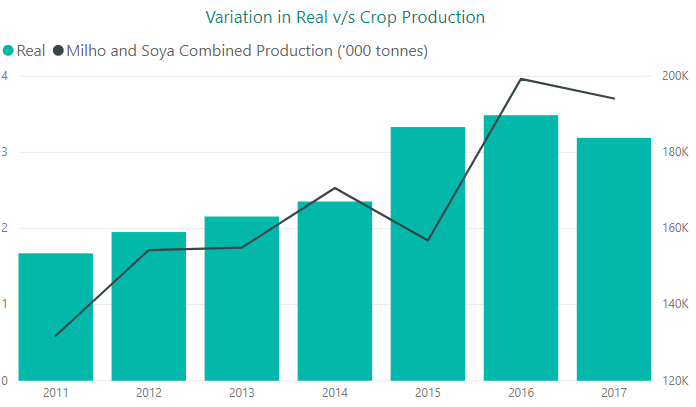 Variation in Real v/s Crop Production
Real Milho and Soya Combined Production ('000 tonnes)
4 200K
3 180K
2 160K
1 140K
0 120K
2011 2012 2013 2014 2015 2016 2017